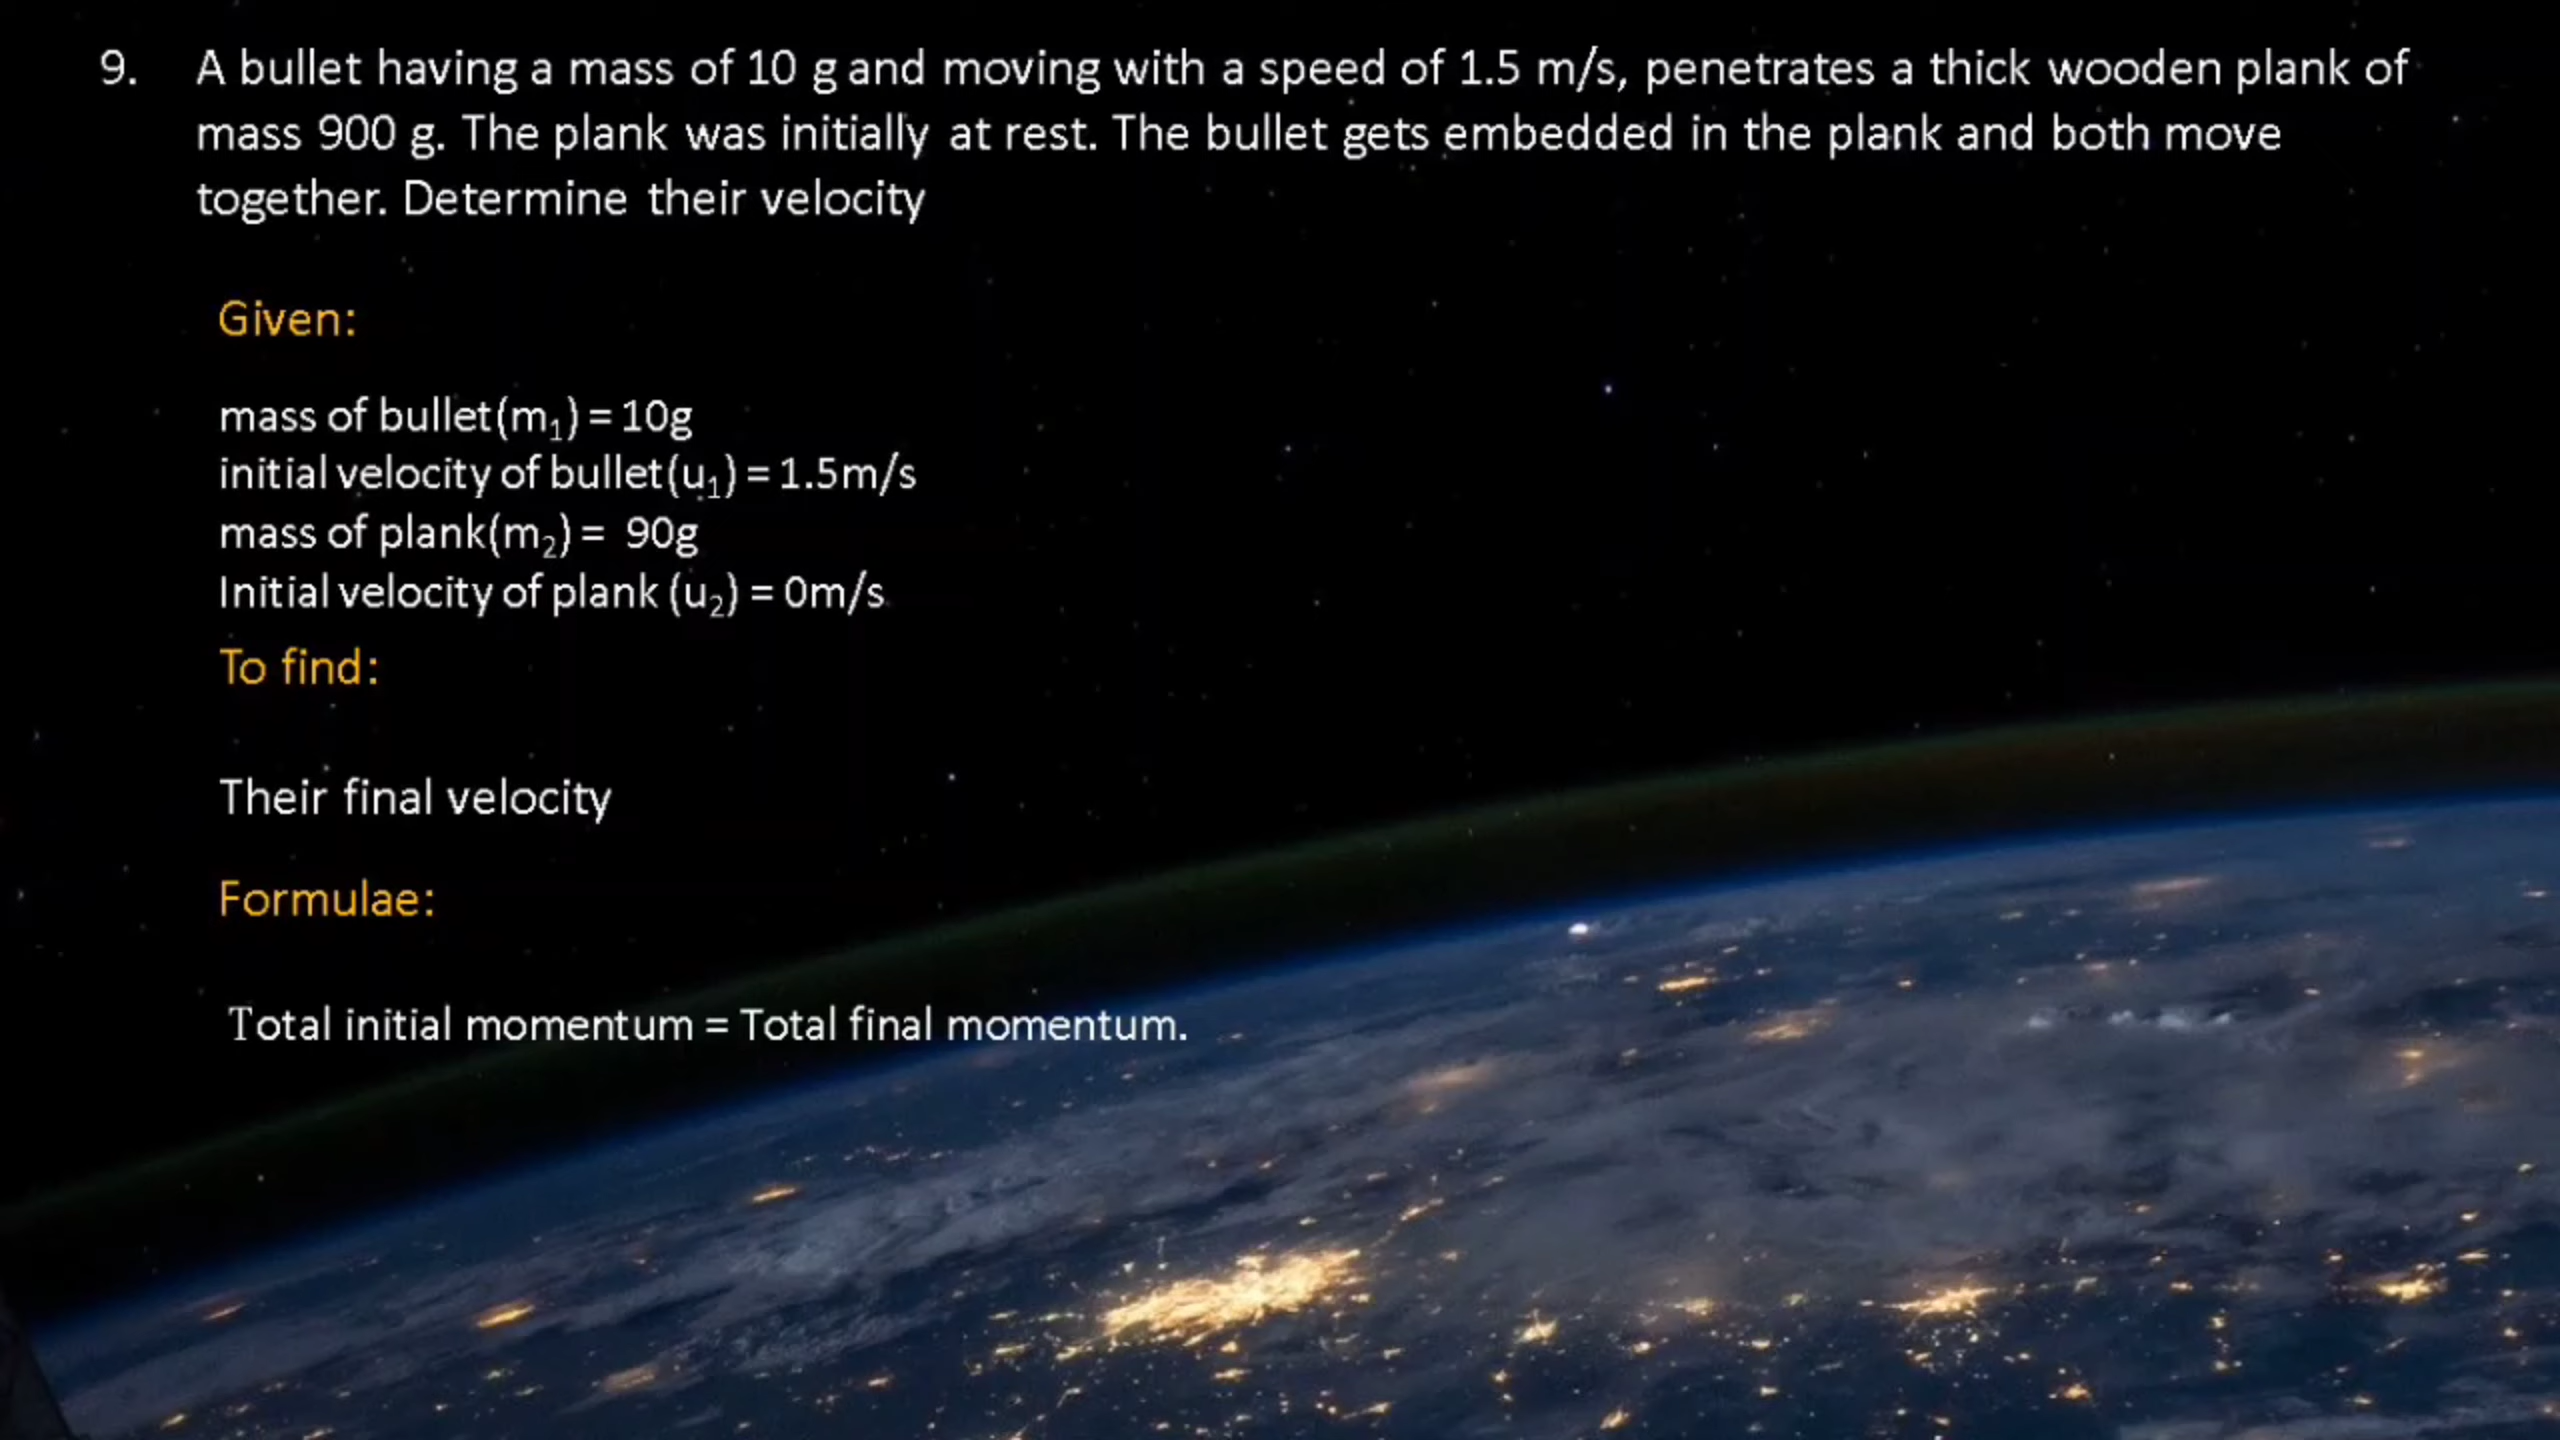 9. A bullet having a mass of 10 g and moving with a speed of 1.5 m/s, penetrates a thick wooden plank of
mass 900 g. The plank was initially at rest. The bullet gets embedded in the plank and both move
together. Determine their velocity
Given:
mass of bullet(m₁) = 10g
initial velocity of bullet(u₁) = 1.5m/s
mass of plank(m₂) = 90g
Initial velocity of plank (u₂) = 0m/s
To find:
Their final velocity
Formulae:
Total initial momentum = Total final momentum.